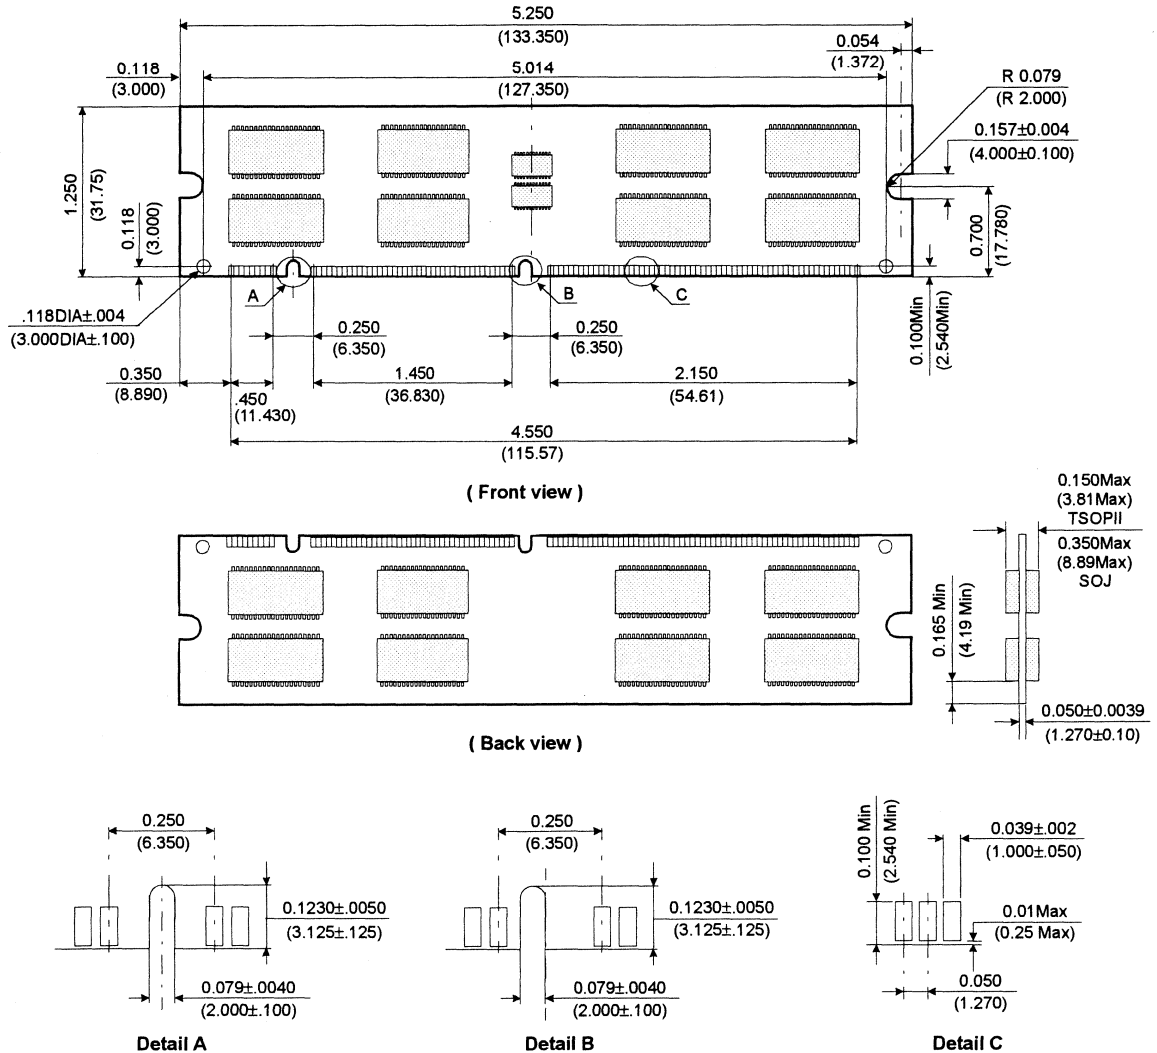 5.250
(133.350)
0.054
(1.372)
0.118
(3.000)
5.014
(127.350)
R 0.079
(R 2.000)
0.157±0.004
(4.000±0.100)
1.250
(31.75)
0.118
(3.000)
0.700
(17.780)
A
B
C
.118DIA±.004
(3.000DIA±.100)
0.250
(6.350)
0.250
(6.350)
0.100Min
(2.540Min)
0.350
(8.890)
.450
(11.430)
1.450
(36.830)
2.150
(54.61)
4.550
(115.57)
( Front view )
0.150Max
(3.81Max)
TSOPII
0.350Max
(8.89Max)
SOJ
0.165 Min
(4.19 Min)
0.050±0.0039
(1.270±0.10)
( Back view )
0.250
(6.350)
0.1230±.0050
(3.125±.125)
0.079±.0040
(2.000±.100)
Detail A
0.250
(6.350)
0.1230±.0050
(3.125±.125)
0.079±.0040
(2.000±.100)
Detail B
0.100 Min
(2.540 Min)
0.039±.002
(1.000±.050)
0.01Max
(0.25 Max)
0.050
(1.270)
Detail C